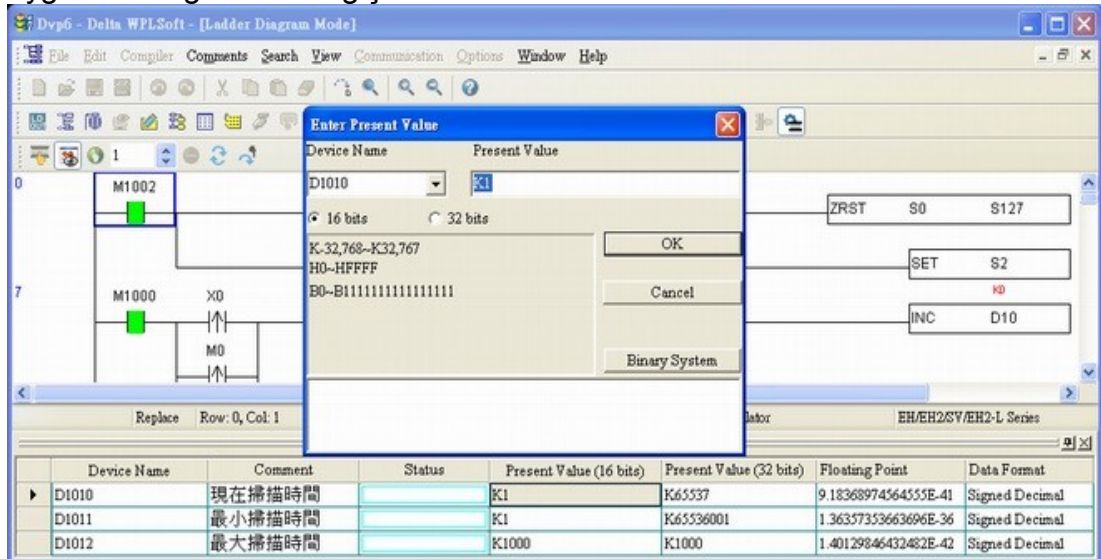 Dvp6 - Delta WPLSoft - [Ladder Diagram Mode]
File Edit Compiler Comments Search View Communication Options Window Help
1
Enter Present Value
Device Name Present Value
D1010 K1
16 bits 32 bits
K-32,768~K32,767
H0~HFFFF
B0~B1111111111111111
OK
Cancel
Binary System
0 M1002 ZRST S0 S127
SET S2
K0
7 M1000 X0 INC D10
M0
Replace Row: 0, Col: 1 EH/EH2/SV/EH2-L Series
Device Name Comment Status Present Value (16 bits) Present Value (32 bits) Floating Point Data Format
D1010 現在掃描時間 K1 K65537 9.18368974564555E-41 Signed Decimal
D1011 最小掃描時間 K1 K65536001 1.36357353663696E-36 Signed Decimal
D1012 最大掃描時間 K1000 K1000 1.40129846432482E-42 Signed Decimal